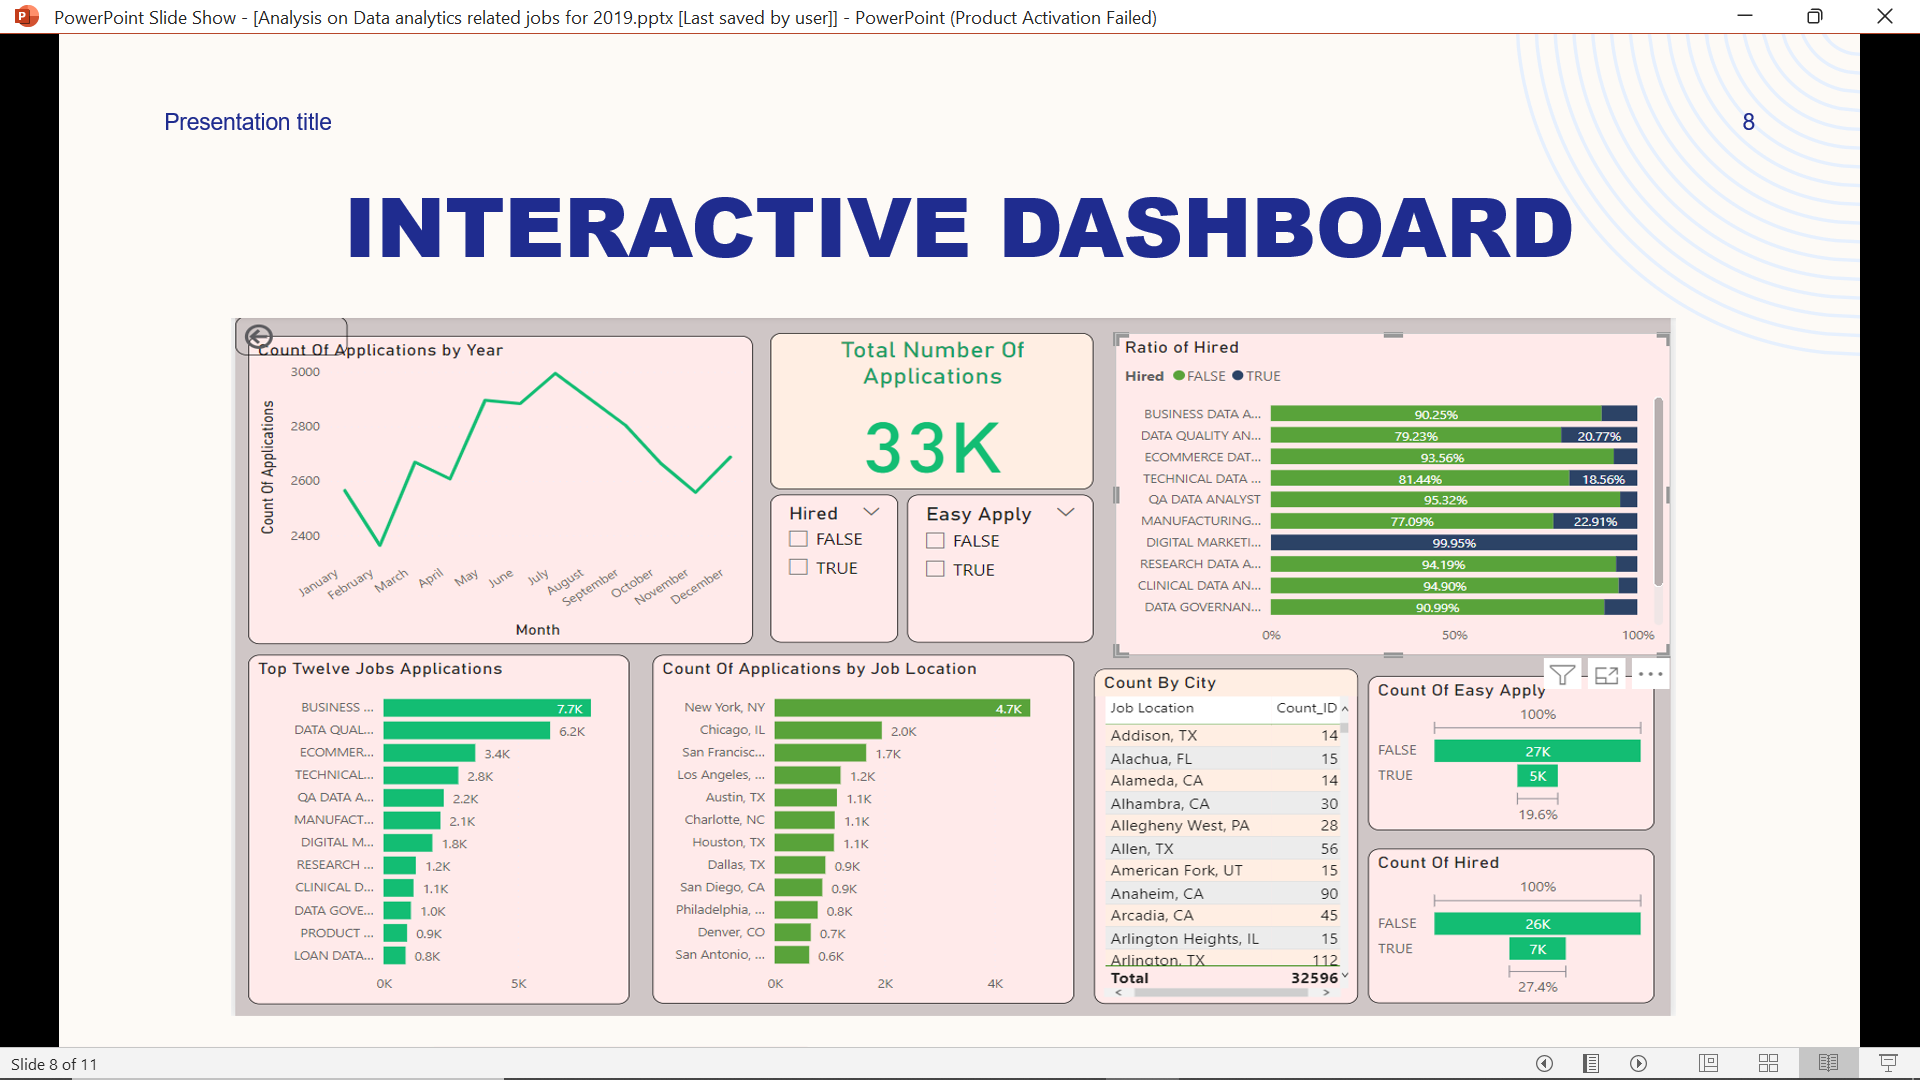 PowerPoint Slide Show - [Analysis on Data analytics related jobs for 2019.pptx [Last saved by user]] - PowerPoint (Product Activation Failed)
Presentation title
8
INTERACTIVE DASHBOARD
Count Of Applications by Year
3000
2800
2600
2400
Count Of Applications
January
February
March
April
May
June
July
August
September
October
November
December
Month
Total Number Of
Applications
33K
Hired
FALSE
TRUE
Easy Apply
FALSE
TRUE
Ratio of Hired
Hired FALSE TRUE
BUSINESS DATA A... 90.25%
DATA QUALITY AN... 79.23% 20.77%
ECOMMERCE DAT... 93.56%
TECHNICAL DATA ... 81.44% 18.56%
QA DATA ANALYST 95.32%
MANUFACTURING... 77.09% 22.91%
DIGITAL MARKETI... 99.95%
RESEARCH DATA A... 94.19%
CLINICAL DATA AN... 94.90%
DATA GOVERNAN... 90.99%
0% 50% 100%
Top Twelve Jobs Applications
BUSINESS ... 7.7K
DATA QUAL... 6.2K
ECOMMER... 3.4K
TECHNICAL... 2.8K
QA DATA A... 2.2K
MANUFACT... 2.1K
DIGITAL M... 1.8K
RESEARCH ... 1.2K
CLINICAL D... 1.1K
DATA GOVE... 1.0K
PRODUCT ... 0.9K
LOAN DATA... 0.8K
0K 5K
Count Of Applications by Job Location
New York, NY 4.7K
Chicago, IL 2.0K
San Francisc... 1.7K
Los Angeles, ... 1.2K
Austin, TX 1.1K
Charlotte, NC 1.1K
Houston, TX 1.1K
Dallas, TX 0.9K
San Diego, CA 0.9K
Philadelphia, ... 0.8K
Denver, CO 0.7K
San Antonio, ... 0.6K
0K 2K 4K
Count By City
Job Location Count_ID
Addison, TX 14
Alachua, FL 15
Alameda, CA 14
Alhambra, CA 30
Allegheny West, PA 28
Allen, TX 56
American Fork, UT 15
Anaheim, CA 90
Arcadia, CA 45
Arlington Heights, IL 15
Arlington, TX 112
Total 32596
Count Of Easy Apply
100%
FALSE 27K
TRUE 5K
19.6%
Count Of Hired
100%
FALSE 26K
TRUE 7K
27.4%
Slide 8 of 11